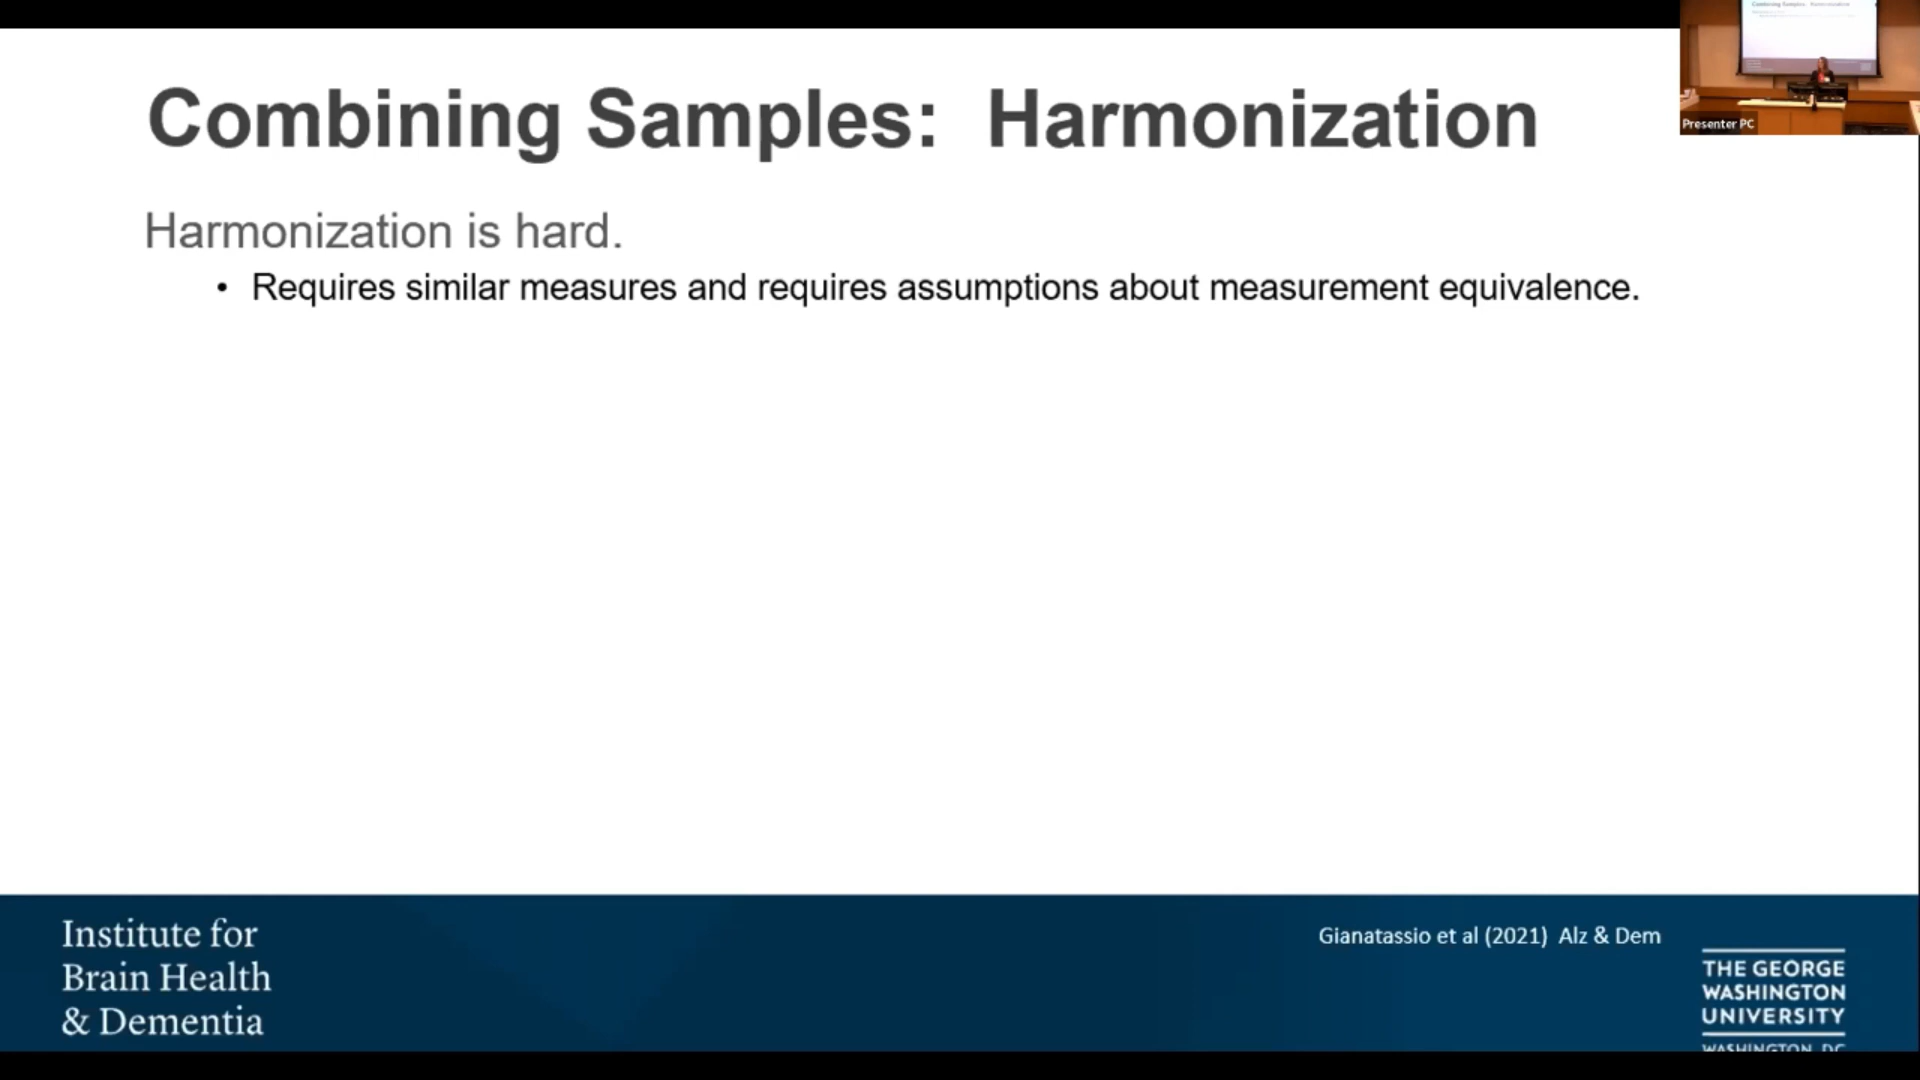 Combining Samples: Harmonization
Presenter PC
Harmonization is hard.
• Requires similar measures and requires assumptions about measurement equivalence.
Institute for
Brain Health
& Dementia
Gianatassio et al (2021) Alz & Dem
THE GEORGE
WASHINGTON
UNIVERSITY
WASHINGTON, DC